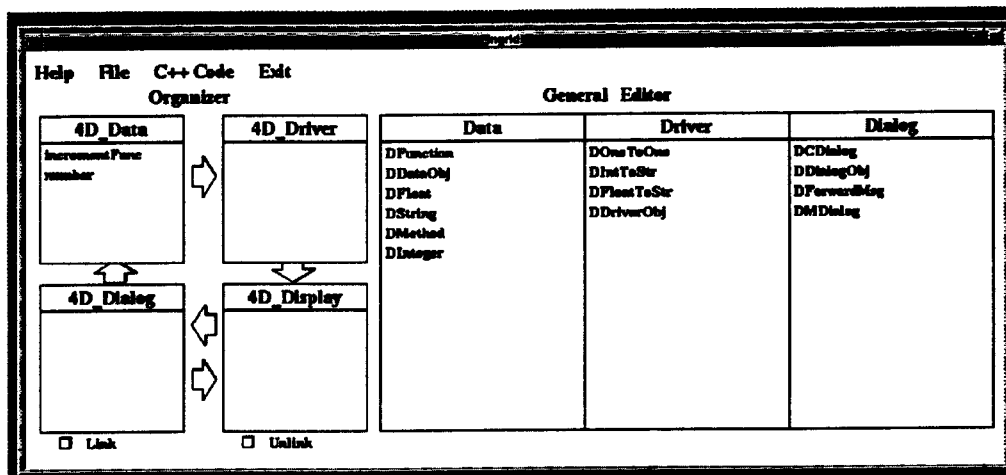 Help File C++ Code Exit
Organizer
General Editor
4D_Data
incrementFunc
number
4D_Driver
4D_Dialog
4D_Display
Link
Unlink
Data
DFunction
DDataObj
DFloat
DString
DMethod
DInteger
Driver
DOneToOne
DIntToStr
DFloatToStr
DDriverObj
Dialog
DCDialog
DDialogObj
DForwardMsg
DMDialog